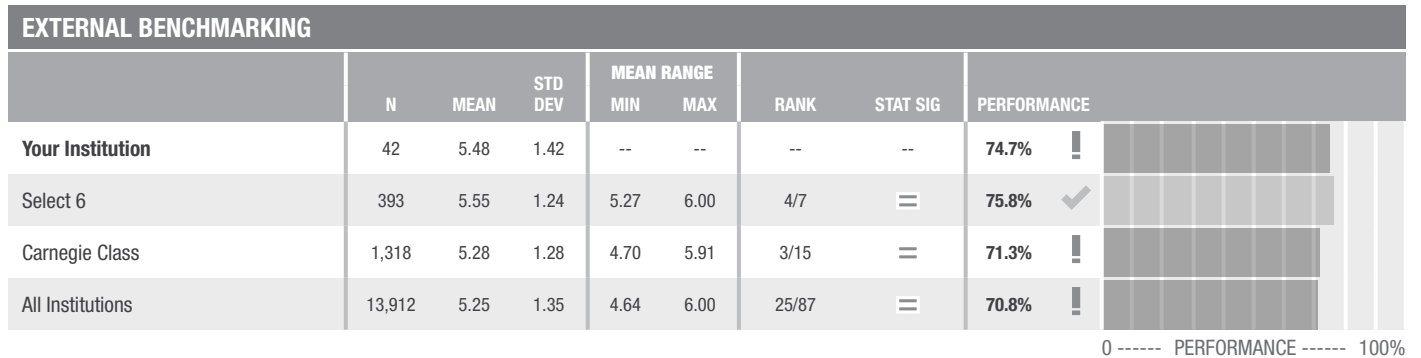 EXTERNAL BENCHMARKING
N MEAN STD DEV MEAN RANGE MIN MAX RANK STAT SIG PERFORMANCE
Your Institution 42 5.48 1.42 -- -- -- -- 74.7% !
Select 6 393 5.55 1.24 5.27 6.00 4/7 = 75.8% ✓
Carnegie Class 1,318 5.28 1.28 4.70 5.91 3/15 = 71.3% !
All Institutions 13,912 5.25 1.35 4.64 6.00 25/87 = 70.8% !
0 ------ PERFORMANCE ------ 100%